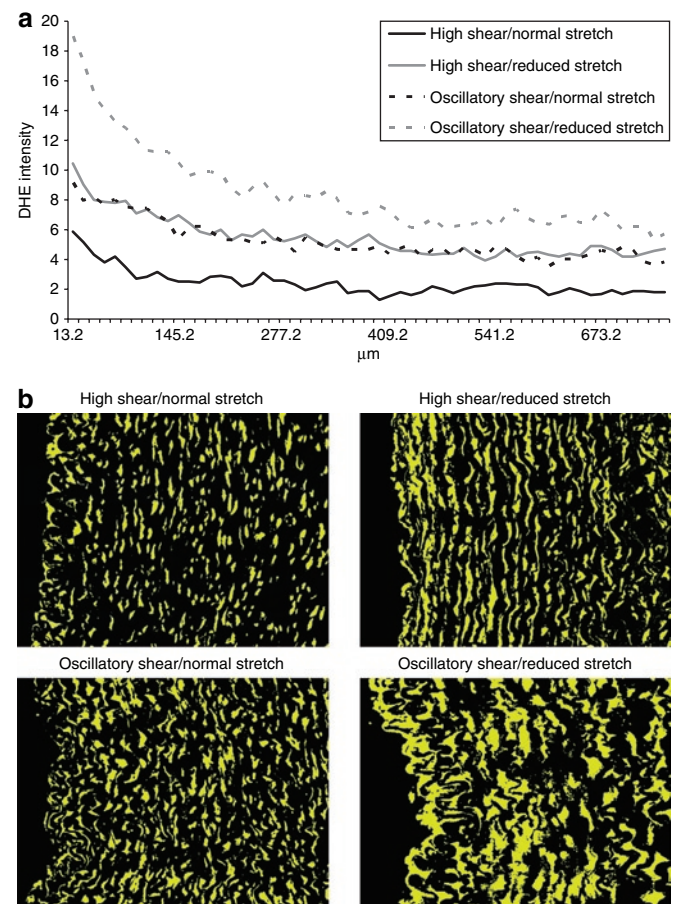 a
20
18
16
14
12
10
8
6
4
2
0
DHE intensity
High shear/normal stretch
High shear/reduced stretch
Oscillatory shear/normal stretch
Oscillatory shear/reduced stretch
13.2 145.2 277.2 409.2 541.2 673.2
μm
b
High shear/normal stretch High shear/reduced stretch
Oscillatory shear/normal stretch Oscillatory shear/reduced stretch